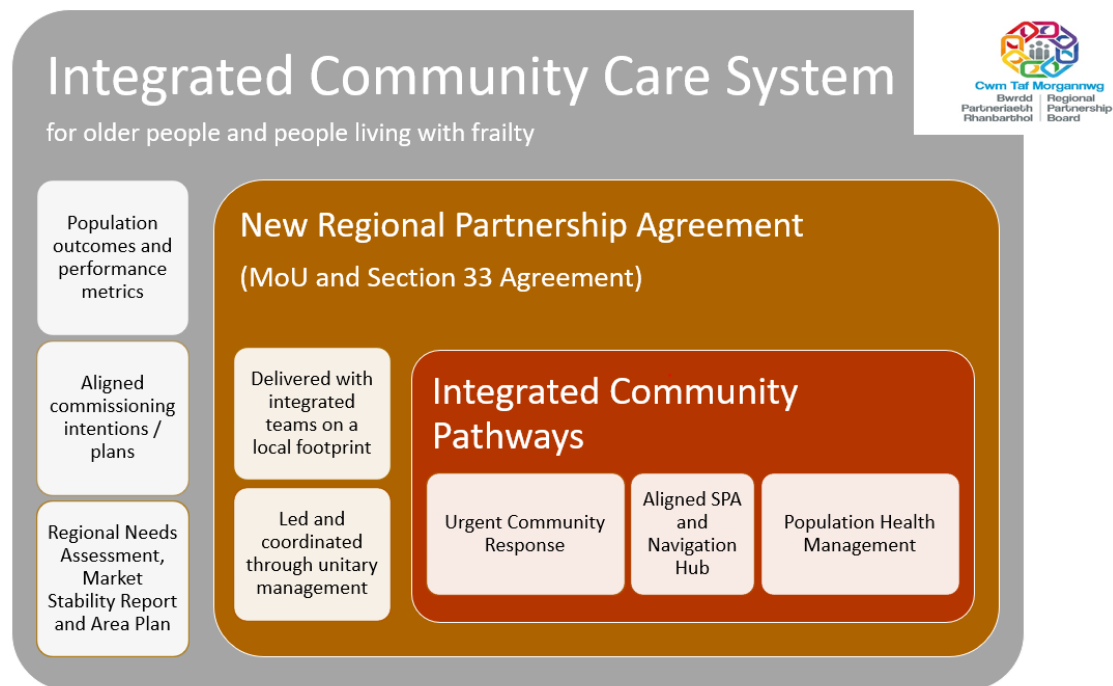 Integrated Community Care System
for older people and people living with frailty
Cwm Taf Morgannwg
Bwrdd
Partneriaeth
Rhanbarthol
Regional
Partnership
Board
Population
outcomes and
performance
metrics
Aligned
commissioning
intentions /
plans
Regional Needs
Assessment,
Market
Stability Report
and Area Plan
New Regional Partnership Agreement
(MoU and Section 33 Agreement)
Delivered with
integrated
teams on a
local footprint
Led and
coordinated
through unitary
management
Integrated Community
Pathways
Urgent Community
Response
Aligned SPA
and
Navigation
Hub
Population Health
Management